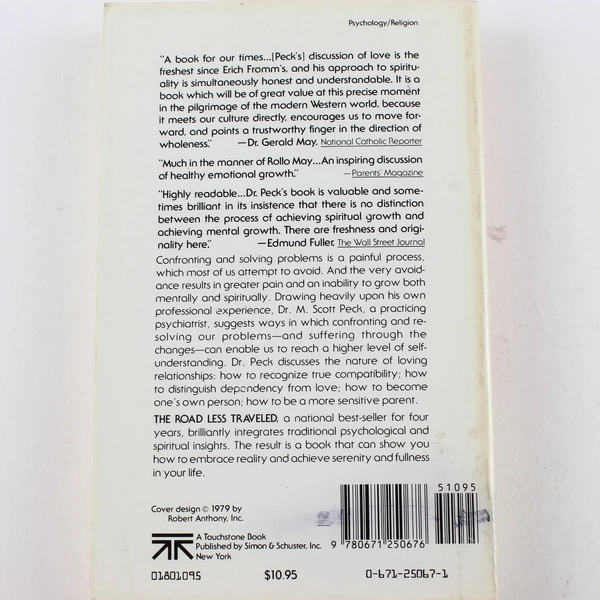 Psychology/Religion
"A book for our times...[Peck's] discussion of love is the
freshest since Erich Fromm's, and his approach to spiritu-
ality is simultaneously honest and understandable. It is a
book which will be of great value at this precise moment
in the pilgrimage of the modern Western world, because
it meets our culture directly, encourages us to move for-
ward, and points a trustworthy finger in the direction of
wholeness." —Dr. Gerald May, National Catholic Reporter
"Much in the manner of Rollo May...An inspiring discussion
of healthy emotional growth." —Parents' Magazine
"Highly readable...Dr. Peck's book is valuable and some-
times brilliant in its insistence that there is no distinction
between the process of achieving spiritual growth and
achieving mental growth. There are freshness and origi-
nality here." —Edmund Fuller, The Wall Street Journal
Confronting and solving problems is a painful process,
which most of us attempt to avoid. And the very avoid-
ance results in greater pain and an inability to grow both
mentally and spiritually. Drawing heavily upon his own
professional experience, Dr. M. Scott Peck, a practicing
psychiatrist, suggests ways in which confronting and re-
solving our problems—and suffering through the
changes—can enable us to reach a higher level of self-
understanding. Dr. Peck discusses the nature of loving
relationships: how to recognize true compatibility; how
to distinguish dependency from love; how to become
one's own person; how to be a more sensitive parent.
THE ROAD LESS TRAVELED, a national best-seller for four
years, brilliantly integrates traditional psychological and
spiritual insights. The result is a book that can show you
how to embrace reality and achieve serenity and fullness
in your life.
51095
Cover design © 1979 by
Robert Anthony, Inc.
A Touchstone Book
Published by Simon & Schuster, Inc.
New York
9 780671 250676
01801095 $10.95 0-671-25067-1